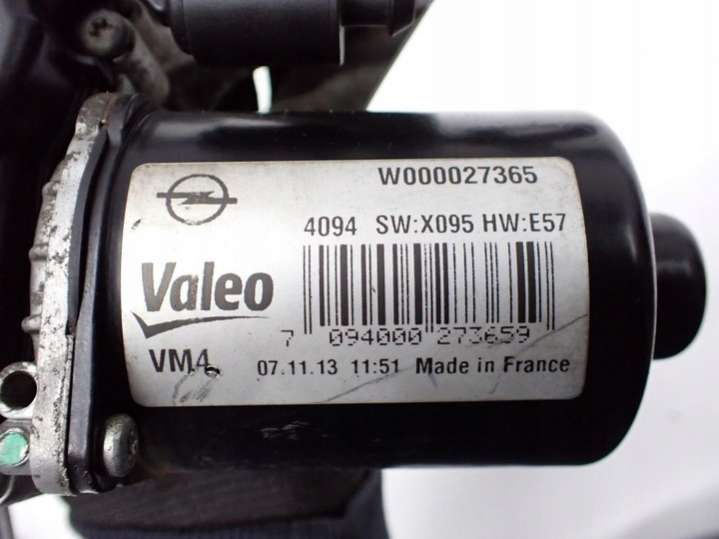 W000027365
4094 SW:X095 HW:E57
Valeo
7 094000 273659
VM4
07.11.13 11:51 Made in France